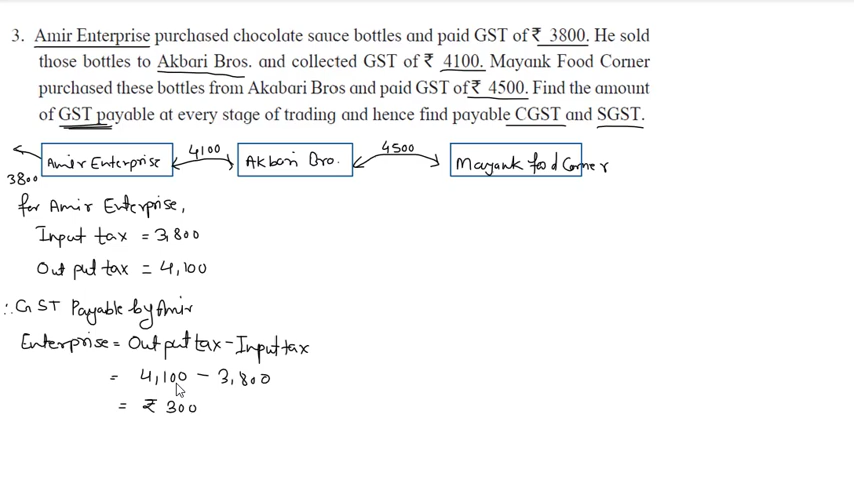 3. Amir Enterprise purchased chocolate sauce bottles and paid GST of ₹ 3800. He sold
those bottles to Akbari Bros. and collected GST of ₹ 4100. Mayank Food Corner
purchased these bottles from Akabari Bros and paid GST of ₹ 4500. Find the amount
of GST payable at every stage of trading and hence find payable CGST and SGST.
4100 4500
Amir Enterprise Akbari Bro. Mayank food Corner
3800
for Amir Enterprise,
Input tax = 3,800
Out put tax = 4,100
∴ GST Payable by Amir
Enterprise = Out put tax - Input tax
= 4,100 - 3,800
= ₹ 300